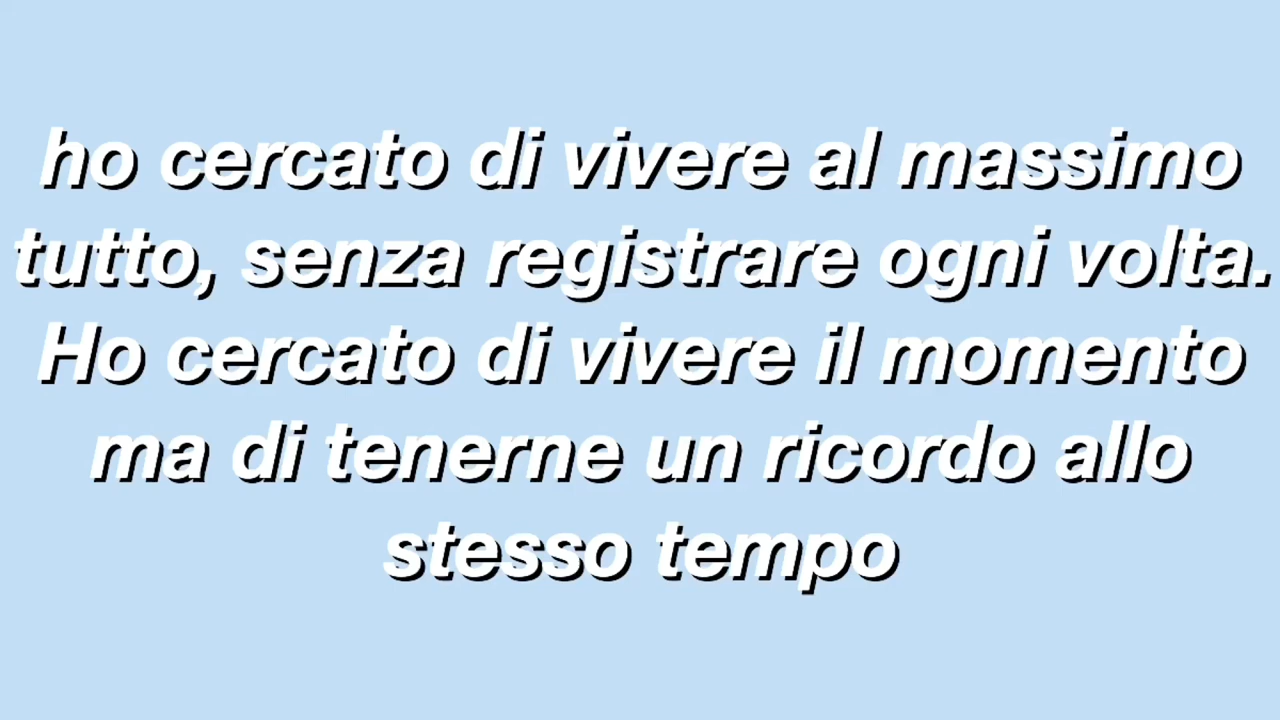 ho cercato di vivere al massimo
tutto, senza registrare ogni volta.
Ho cercato di vivere il momento
ma di tenerne un ricordo allo
stesso tempo